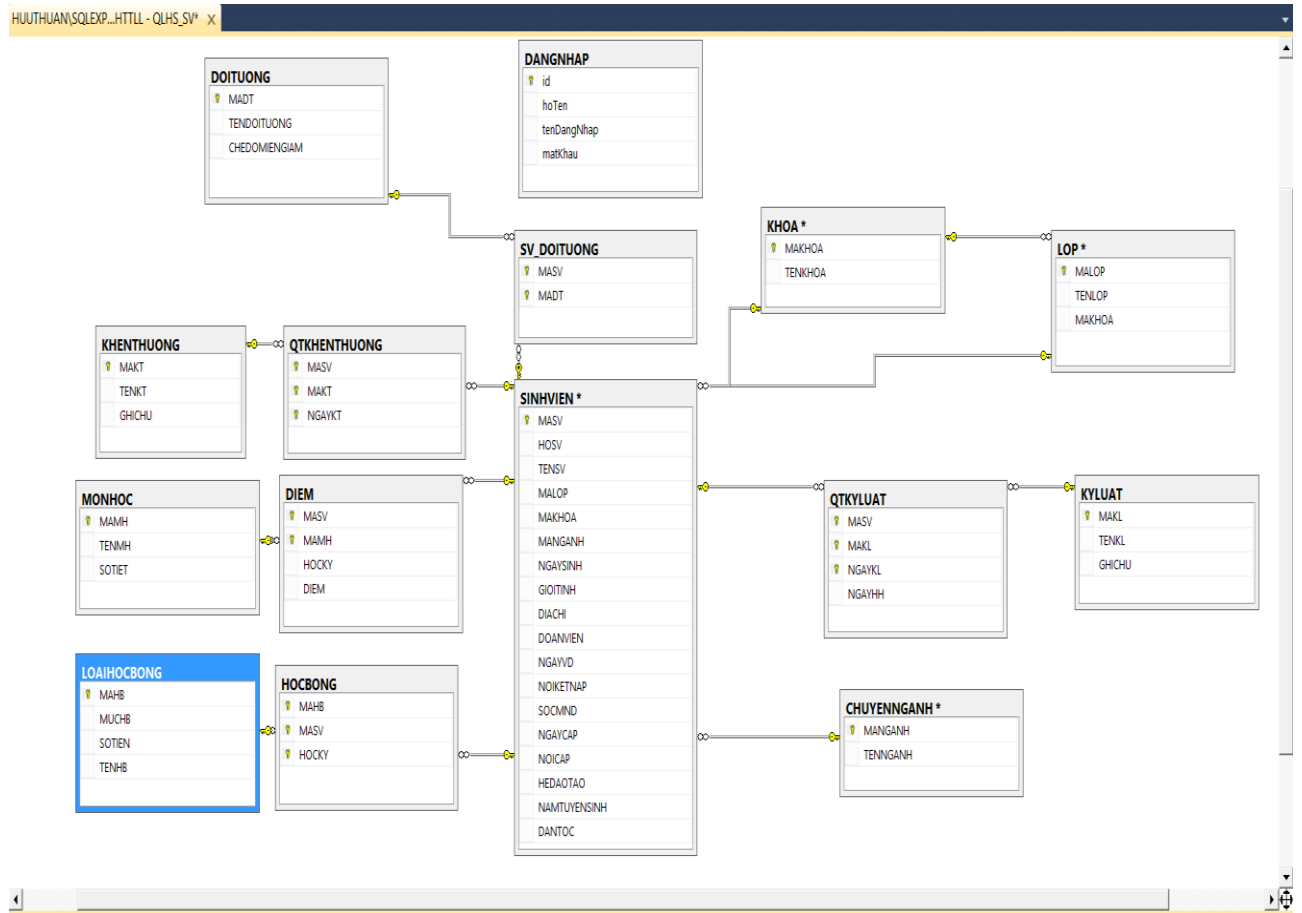 HUUTHUAN\SQLEXP...HTTLL - QLHS_SV* X
DOITUONG
MADT
TENDOITUONG
CHEDOMIENGIAM
DANGNHAP
id
hoTen
tenDangNhap
matKhau
SV_DOITUONG
MASV
MADT
KHOA *
MAKHOA
TENKHOA
LOP *
MALOP
TENLOP
MAKHOA
KHENTHUONG
MAKT
TENKT
GHICHU
QTKHENTHUONG
MASV
MAKT
NGAYKT
SINHVIEN *
MASV
HOSV
TENSV
MALOP
MAKHOA
MANGANH
NGAYSINH
GIOITINH
DIACHI
DOANVIEN
NGAYVD
NOIKETNAP
SOCMND
NGAYCAP
NOICAP
HEDAOTAO
NAMTUYENSINH
DANTOC
MONHOC
MAMH
TENMH
SOTIET
DIEM
MASV
MAMH
HOCKY
DIEM
QTKYLUAT
MASV
MAKL
NGAYKL
NGAYHH
KYLUAT
MAKL
TENKL
GHICHU
LOAIHOCBONG
MAHB
MUCHB
SOTIEN
TENHB
HOCBONG
MAHB
MASV
HOCKY
CHUYENNGANH *
MANGANH
TENNGANH